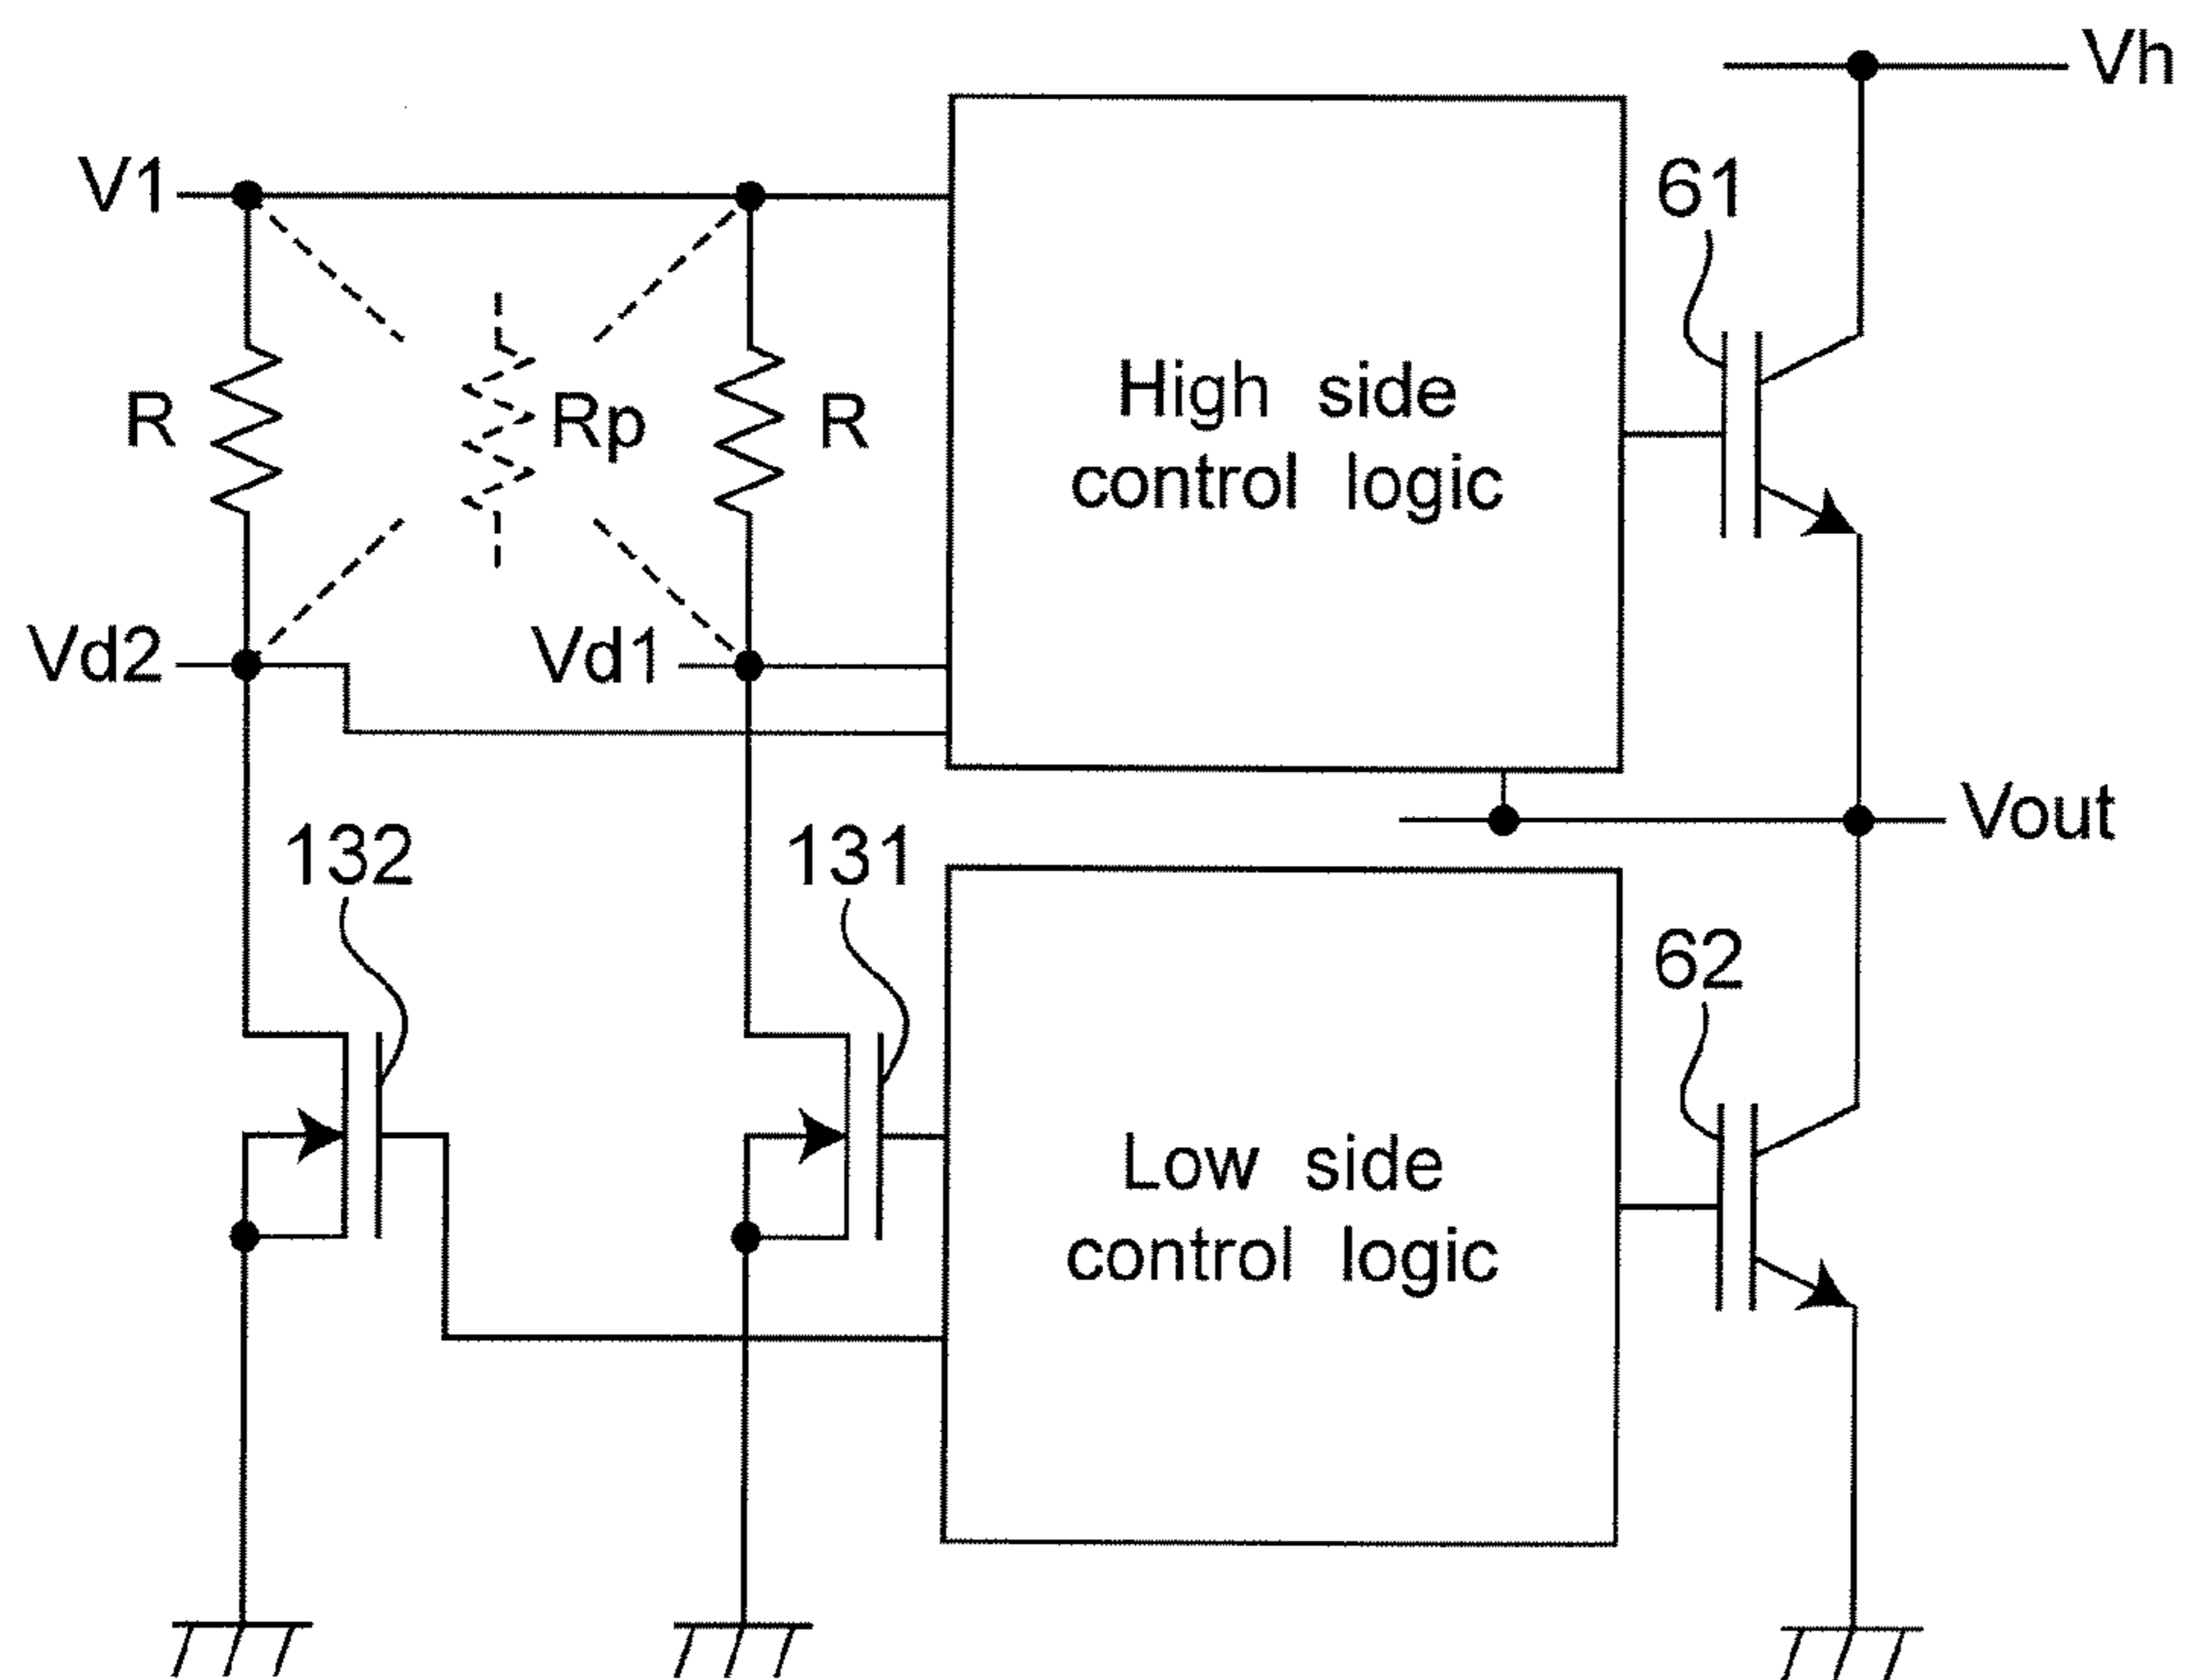 Vh
V1
61
R
Rp
R
High side
control logic
Vd2
Vd1
Vout
132
131
62
Low side
control logic